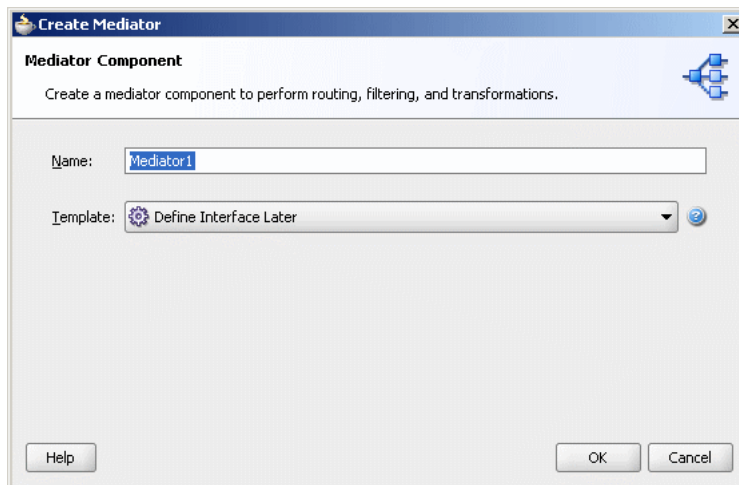 Create Mediator
Mediator Component
Create a mediator component to perform routing, filtering, and transformations.
Name: Mediator1
Template: Define Interface Later
Help OK Cancel